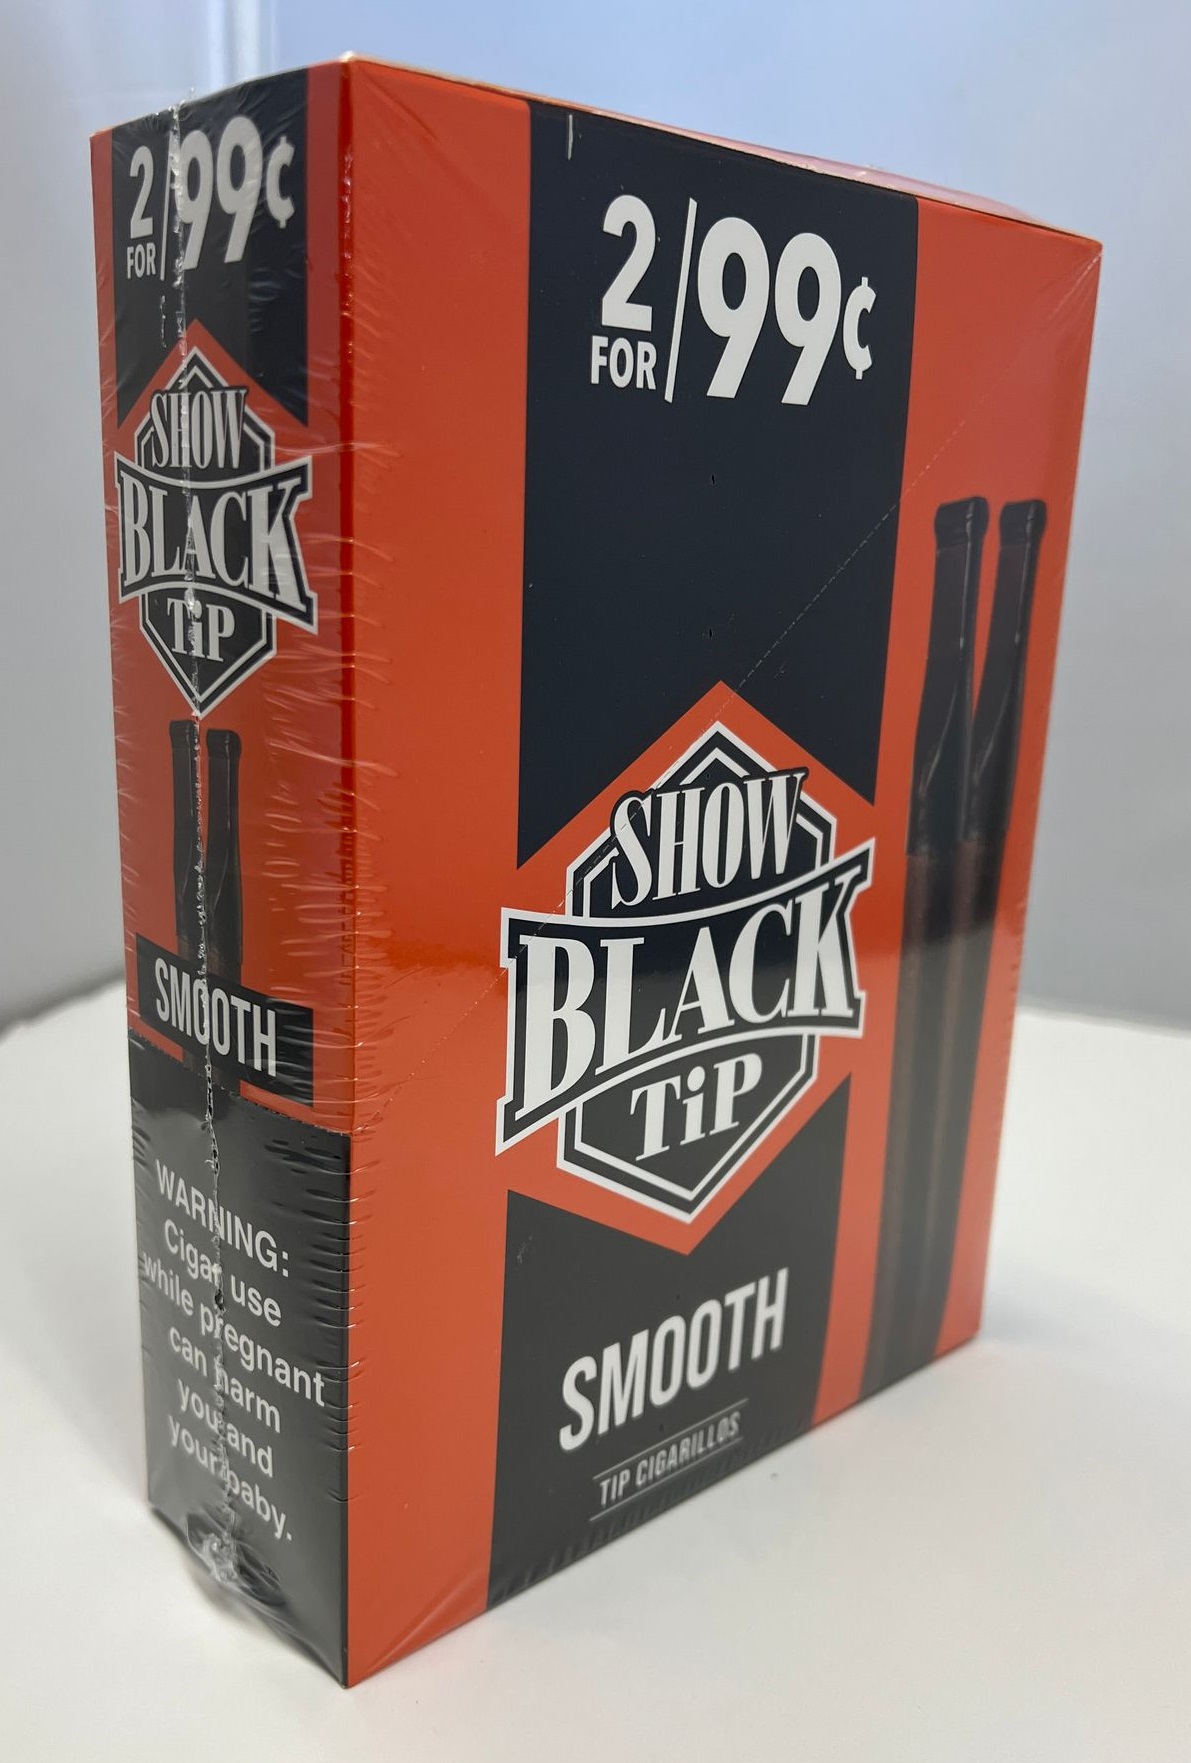 2 FOR/99¢
SHOW
BLACK
TiP
SMOOTH
WARNING:
Cigar use
while pregnant
can harm
you and
your baby.
2 FOR/99¢
SHOW
BLACK
TiP
SMOOTH
TIP CIGARILLOS